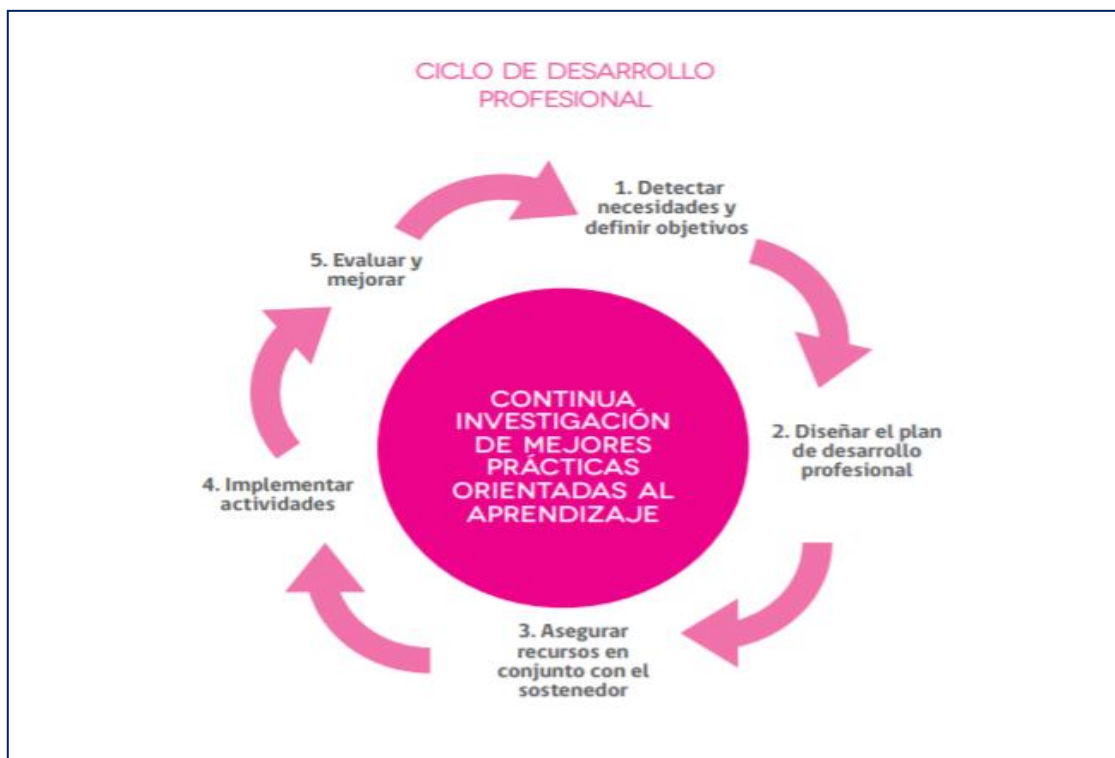 CICLO DE DESARROLLO
PROFESIONAL
1. Detectar
necesidades y
definir objetivos
2. Diseñar el plan
de desarrollo
profesional
3. Asegurar
recursos en
conjunto con el
sostenedor
4. Implementar
actividades
5. Evaluar y
mejorar
CONTINUA
INVESTIGACIÓN
DE MEJORES
PRÁCTICAS
ORIENTADAS AL
APRENDIZAJE